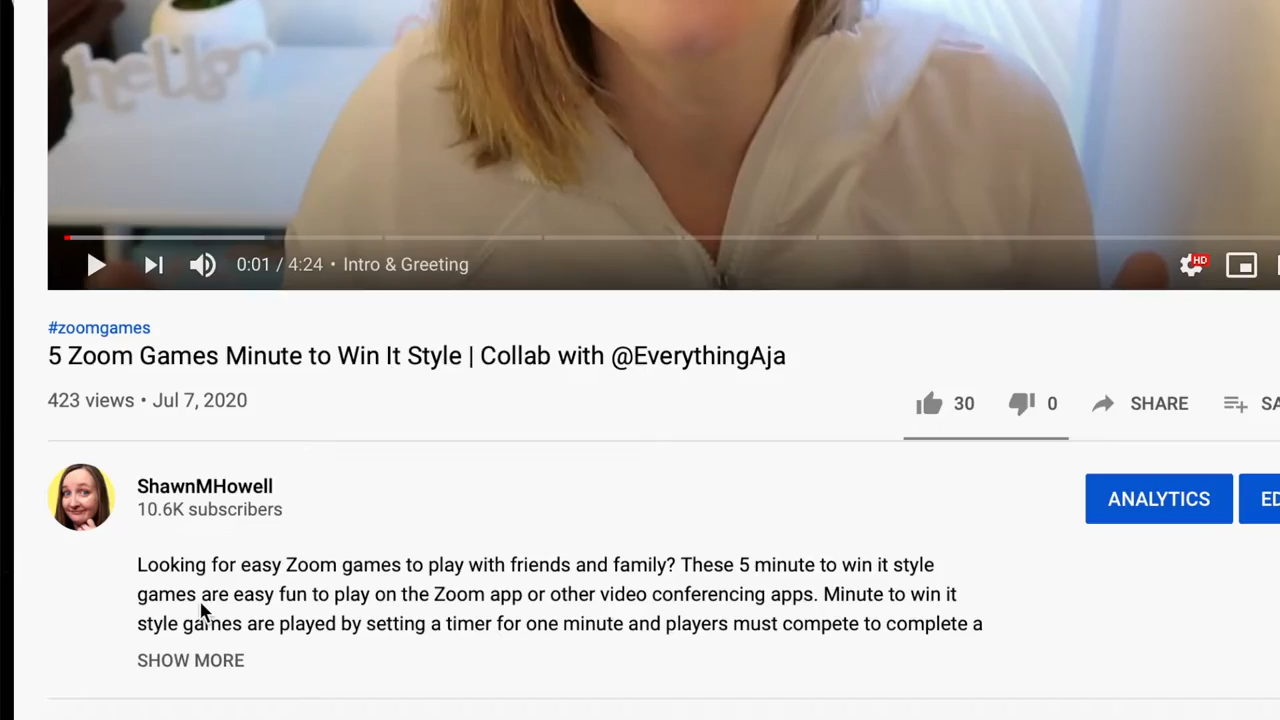 hello
0:01 / 4:24 • Intro & Greeting
HD
#zoomgames
5 Zoom Games Minute to Win It Style | Collab with @EverythingAja
423 views • Jul 7, 2020
30 0 SHARE SA
ShawnMHowell
10.6K subscribers
ANALYTICS ED
Looking for easy Zoom games to play with friends and family? These 5 minute to win it style
games are easy fun to play on the Zoom app or other video conferencing apps. Minute to win it
style games are played by setting a timer for one minute and players must compete to complete a
SHOW MORE